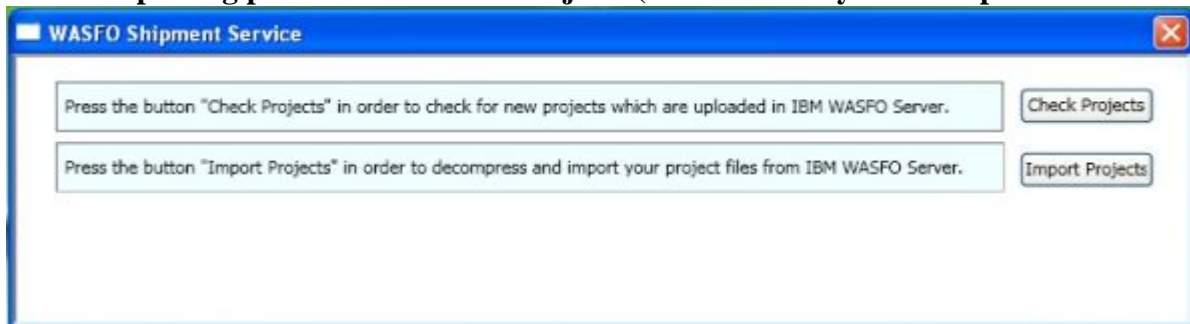 WASFO Shipment Service
Press the button "Check Projects" in order to check for new projects which are uploaded in IBM WASFO Server.
Check Projects
Press the button "Import Projects" in order to decompress and import your project files from IBM WASFO Server.
Import Projects